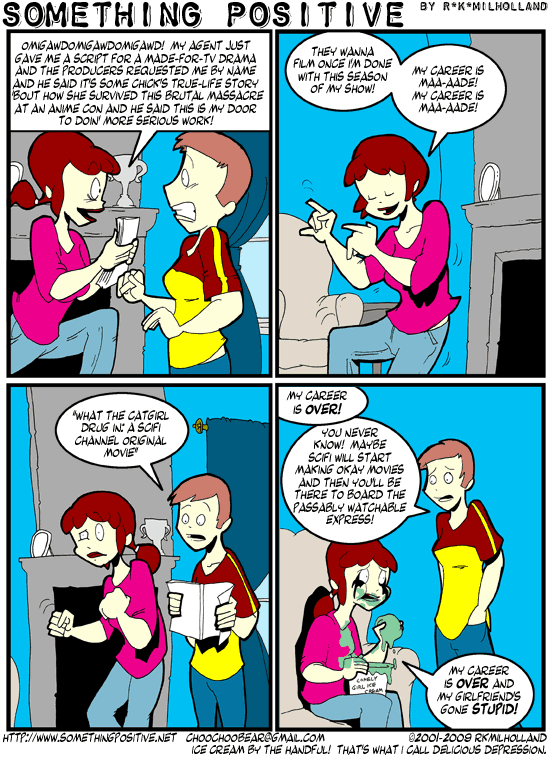 SOMETHING POSITIVE BY R*K*MILHOLLAND
OMIGAWDOMIGAWDOMIGAWD! MY AGENT JUST
GAVE ME A SCRIPT FOR A MADE-FOR-TV DRAMA
AND THE PRODUCERS REQUESTED ME BY NAME
AND HE SAID IT'S SOME CHICK'S TRUE-LIFE STORY
'BOUT HOW SHE SURVIVED THIS BRUTAL MASSACRE
AT AN ANIME CON AND HE SAID THIS IS MY DOOR
TO DOIN' MORE SERIOUS WORK!
THEY WANNA
FILM ONCE I'M DONE
WITH THIS SEASON
OF MY SHOW!
MY CAREER IS
MAA-AADE!
MY CAREER IS
MAA-AADE!
"WHAT THE CATGIRL
DRUG IN: A SCIFI
CHANNEL ORIGINAL
MOVIE"
MY CAREER
IS OVER!
YOU NEVER
KNOW! MAYBE
SCIFI WILL START
MAKING OKAY MOVIES
AND THEN YOU'LL BE
THERE TO BOARD THE
PASSABLY WATCHABLE
EXPRESS!
LONELY
GIRL ICE
CREAM
MY CAREER
IS OVER AND
MY GIRLFRIEND'S
GONE STUPID!
HTTP://WWW.SOMETHINGPOSITIVE.NET CHOOCHOOBEAR@GMAIL.COM ©2001-2009 RKMILHOLLAND
ICE CREAM BY THE HANDFUL! THAT'S WHAT I CALL DELICIOUS DEPRESSION.